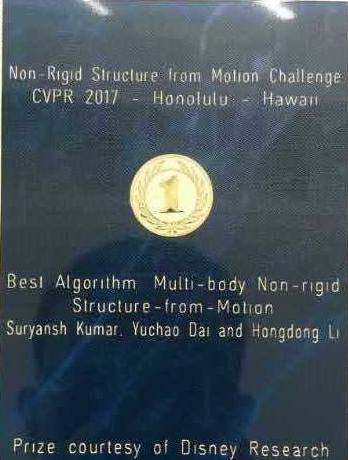 Non-Rigid Structure from Motion Challenge
CVPR 2017 - Honolulu - Hawaii
1
Best Algorithm Multi-body Non-rigid
Structure-from-Motion
Suryansh Kumar, Yuchao Dai and Hongdong Li
Prize courtesy of Disney Research